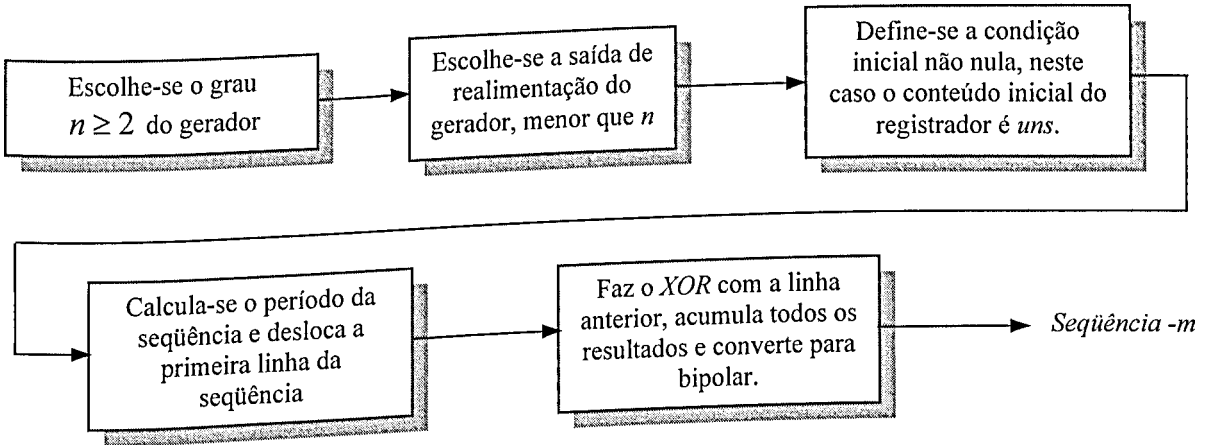 Escolhe-se o grau
n ≥ 2 do gerador
Escolhe-se a saída de
realimentação do
gerador, menor que n
Define-se a condição
inicial não nula, neste
caso o conteúdo inicial do
registrador é uns.
Calcula-se o período da
seqüência e desloca a
primeira linha da
seqüência
Faz o XOR com a linha
anterior, acumula todos os
resultados e converte para
bipolar.
Seqüência -m